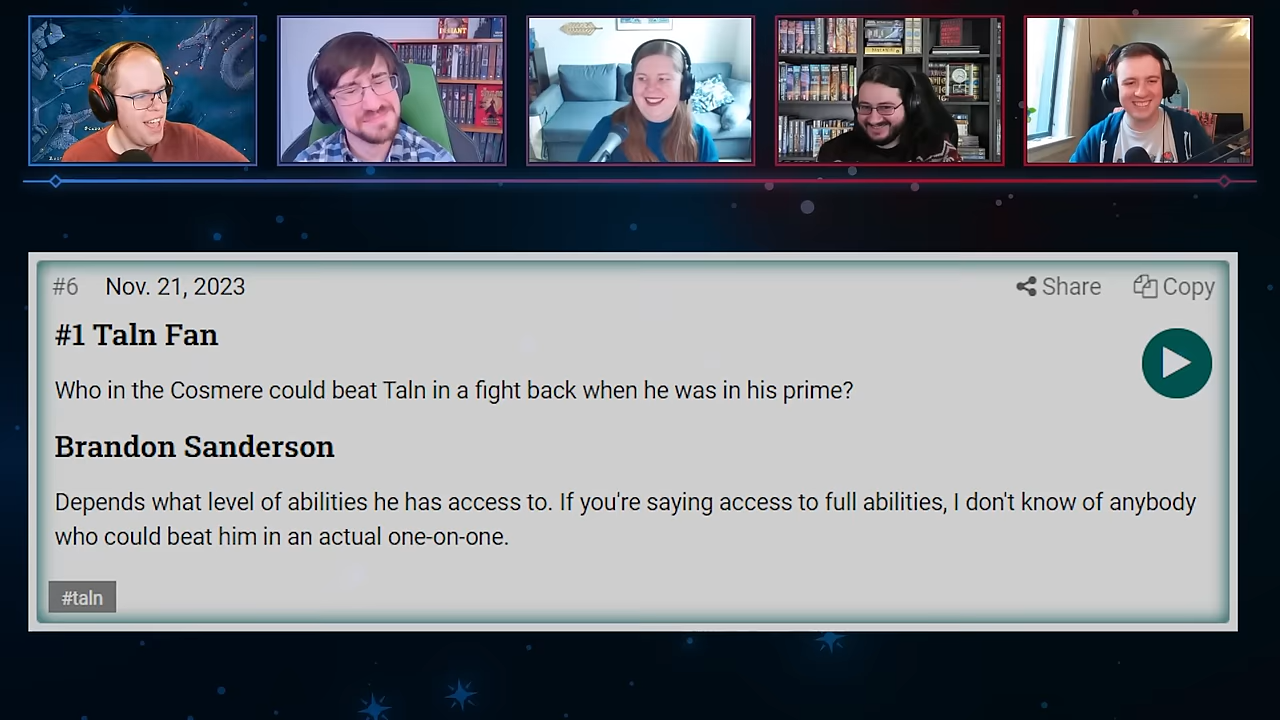 #6 Nov. 21, 2023 Share Copy
#1 Taln Fan
Who in the Cosmere could beat Taln in a fight back when he was in his prime?
Brandon Sanderson
Depends what level of abilities he has access to. If you're saying access to full abilities, I don't know of anybody
who could beat him in an actual one-on-one.
#taln